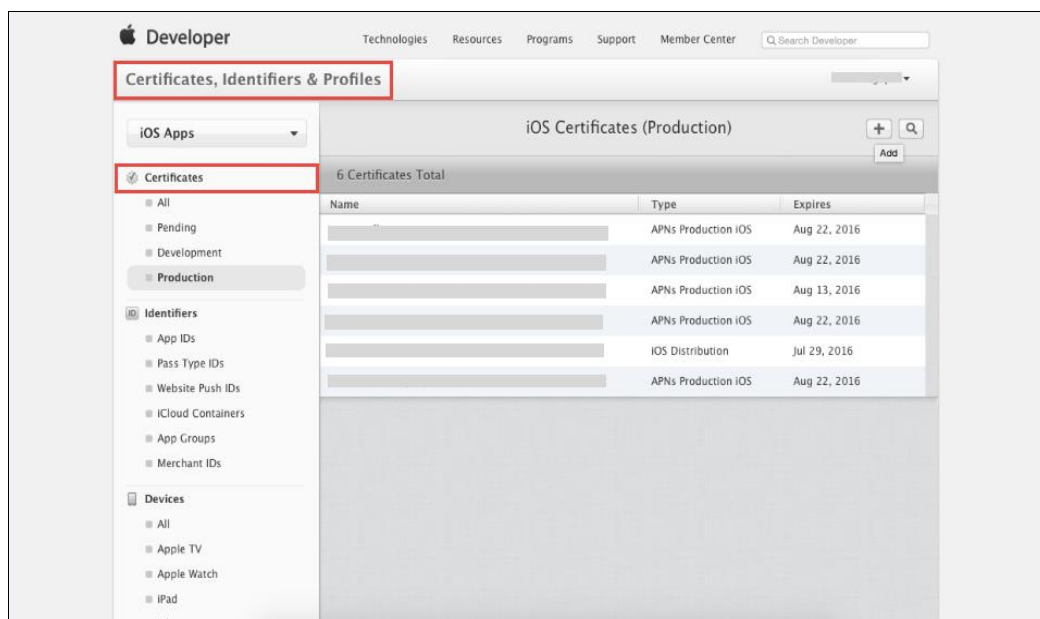 Developer
Technologies Resources Programs Support Member Center Search Developer
Certificates, Identifiers & Profiles
iOS Apps
iOS Certificates (Production)
Add
Certificates
6 Certificates Total
All
Name Type Expires
Pending
APNs Production iOS Aug 22, 2016
Development
APNs Production iOS Aug 22, 2016
Production
APNs Production iOS Aug 13, 2016
ID Identifiers
APNs Production iOS Aug 22, 2016
App IDs
iOS Distribution Jul 29, 2016
Pass Type IDs
APNs Production iOS Aug 22, 2016
Website Push IDs
iCloud Containers
App Groups
Merchant IDs
Devices
All
Apple TV
Apple Watch
iPad